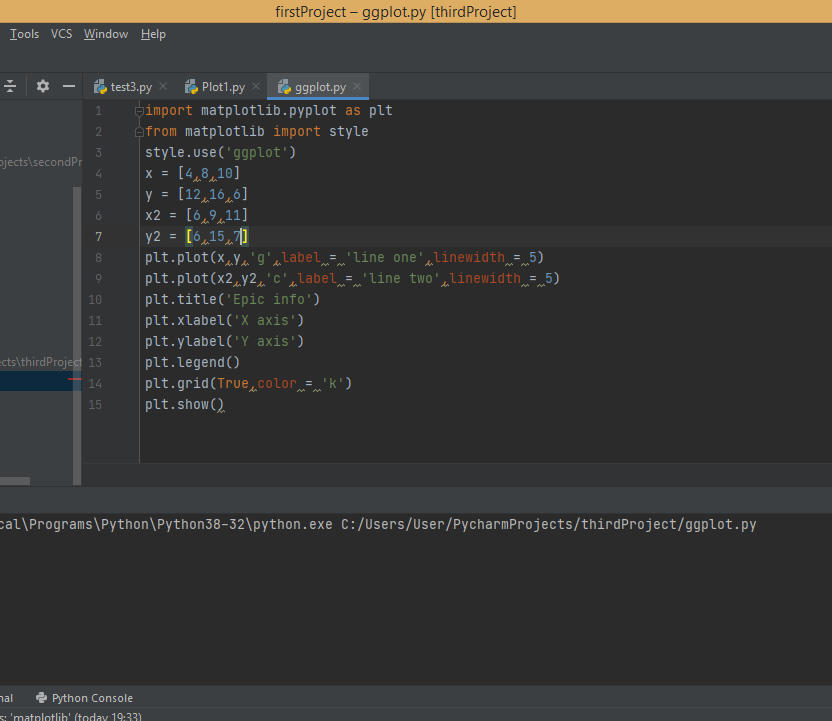 firstProject – ggplot.py [thirdProject]
Tools VCS Window Help
test3.py Plot1.py ggplot.py
ojects\secondPr
1 import matplotlib.pyplot as plt
2 from matplotlib import style
3 style.use('ggplot')
4 x = [4,8,10]
5 y = [12,16,6]
6 x2 = [6,9,11]
7 y2 = [6,15,7]
8 plt.plot(x,y,'g',label = 'line one',linewidth = 5)
9 plt.plot(x2,y2,'c',label = 'line two',linewidth = 5)
10 plt.title('Epic info')
11 plt.xlabel('X axis')
12 plt.ylabel('Y axis')
ects\thirdProject
13 plt.legend()
14 plt.grid(True,color = 'k')
15 plt.show()
cal\Programs\Python\Python38-32\python.exe C:/Users/User/PycharmProjects/thirdProject/ggplot.py
nal Python Console
s: 'matplotlib' (today 19:33)